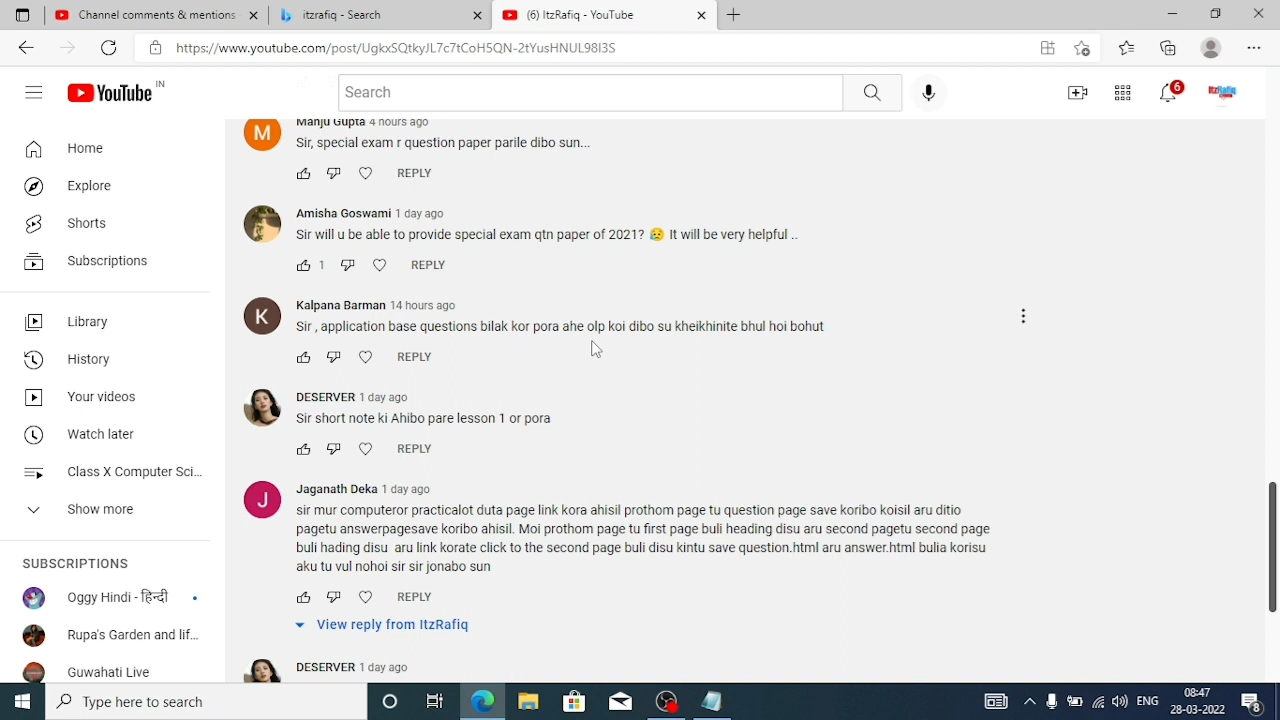 Channel comments & mentions
itzrafiq - Search
(6) ItzRafiq - YouTube
https://www.youtube.com/post/UgkxSQtkyJL7c7tCoH5QN-2tYusHNUL98I3S
YouTube IN
Search
6
ItzRafiq
Home
Explore
Shorts
Subscriptions
Library
History
Your videos
Watch later
Class X Computer Sci...
Show more
SUBSCRIPTIONS
Oggy Hindi - हिन्दी
Rupa's Garden and lif...
Guwahati Live
M
Manju Gupta 4 hours ago
Sir, special exam r question paper parile dibo sun...
REPLY
Amisha Goswami 1 day ago
Sir will u be able to provide special exam qtn paper of 2021? 😥 It will be very helpful ..
1 REPLY
K
Kalpana Barman 14 hours ago
Sir , application base questions bilak kor pora ahe olp koi dibo su kheikhinite bhul hoi bohut
REPLY
DESERVER 1 day ago
Sir short note ki Ahibo pare lesson 1 or pora
REPLY
J
Jaganath Deka 1 day ago
sir mur computeror practicalot duta page link kora ahisil prothom page tu question page save koribo koisil aru ditio
pagetu answerpagesave koribo ahisil. Moi prothom page tu first page buli heading disu aru second pagetu second page
buli hading disu aru link korate click to the second page buli disu kintu save question.html aru answer.html bulia korisu
aku tu vul nohoi sir sir jonabo sun
REPLY
View reply from ItzRafiq
DESERVER 1 day ago
Type here to search
ENG
08:47
28-03-2022
8